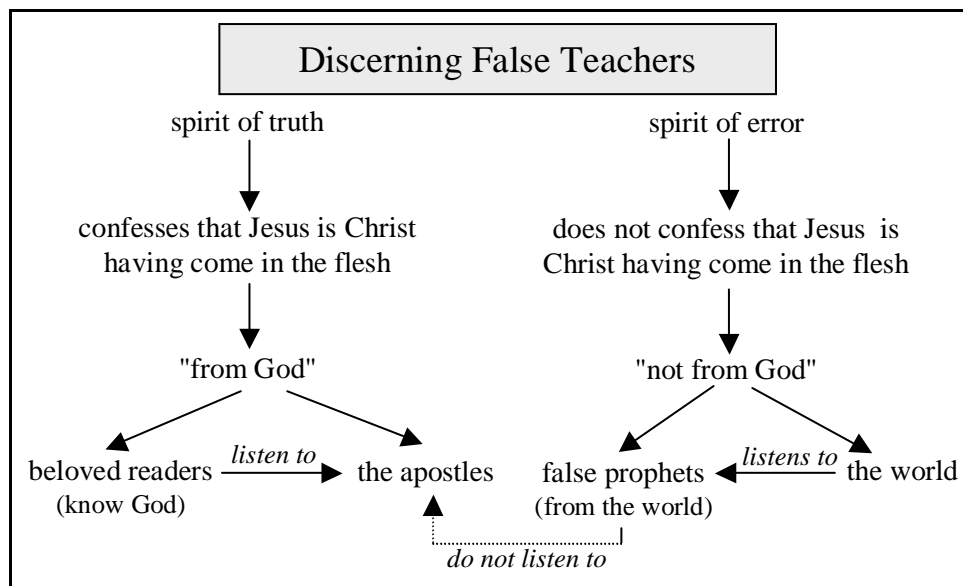 Discerning False Teachers
spirit of truth
spirit of error
confesses that Jesus is Christ
having come in the flesh
does not confess that Jesus is
Christ having come in the flesh
"from God"
"not from God"
beloved readers
(know God)
listen to
the apostles
false prophets
(from the world)
listens to
the world
do not listen to